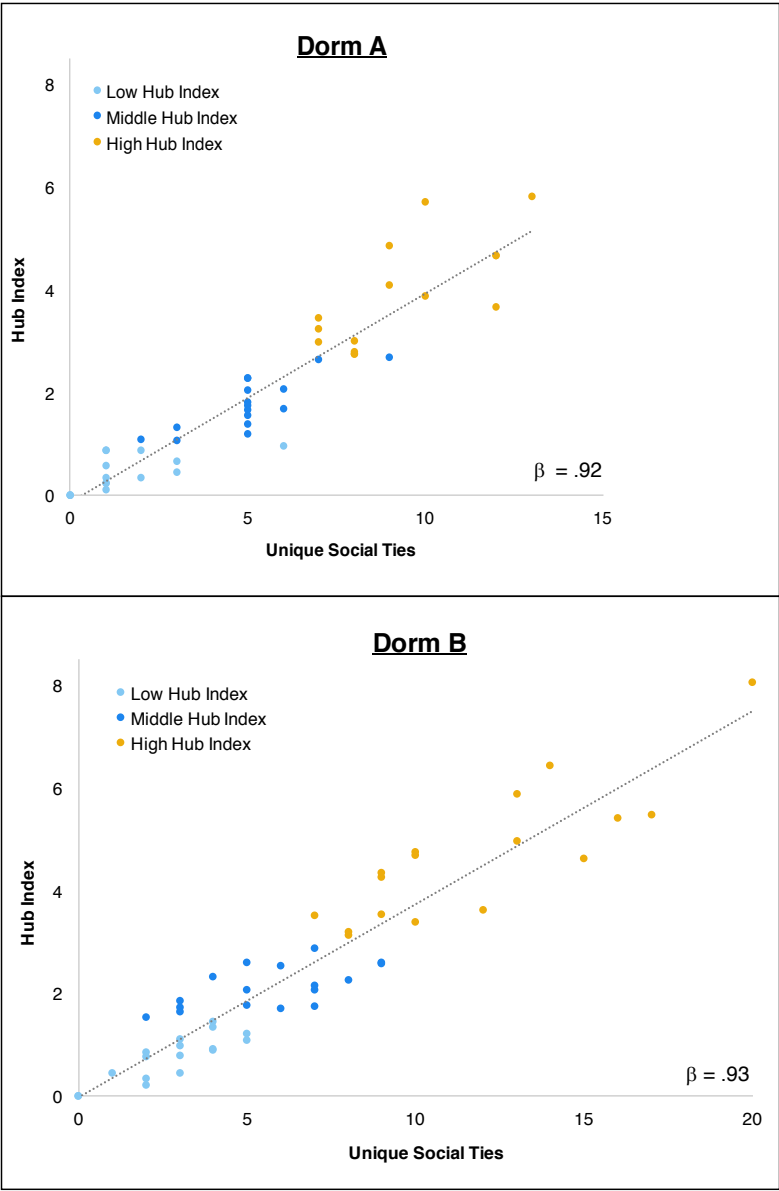 Dorm A
8
Low Hub Index
Middle Hub Index
High Hub Index
6
4
2
0
Hub Index
β = .92
0 5 10 15
Unique Social Ties
Dorm B
8
Low Hub Index
Middle Hub Index
High Hub Index
6
4
2
0
Hub Index
β = .93
0 5 10 15 20
Unique Social Ties